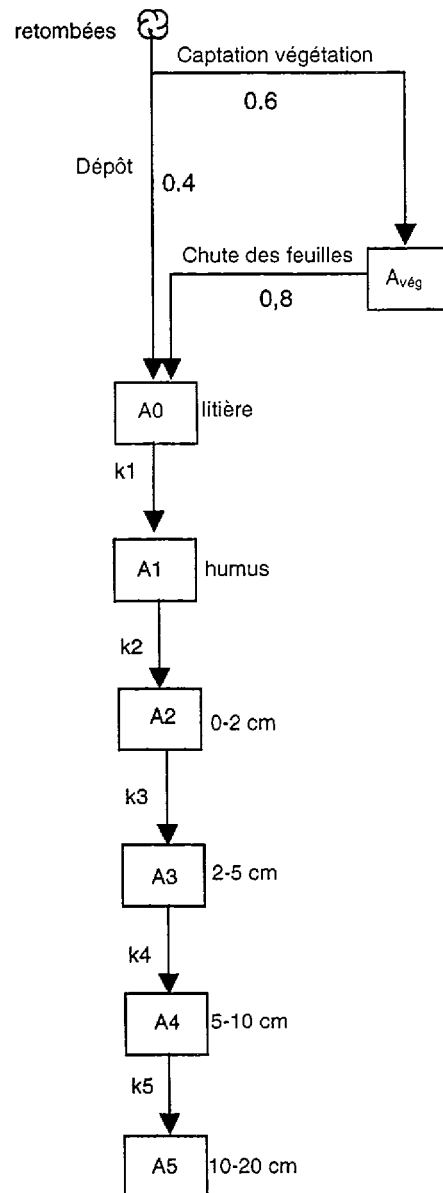 retombées
Captation végétation
0.6
Dépôt
0.4
Chute des feuilles
0,8
Avég
A0 litière
k1
A1 humus
k2
A2 0-2 cm
k3
A3 2-5 cm
k4
A4 5-10 cm
k5
A5 10-20 cm